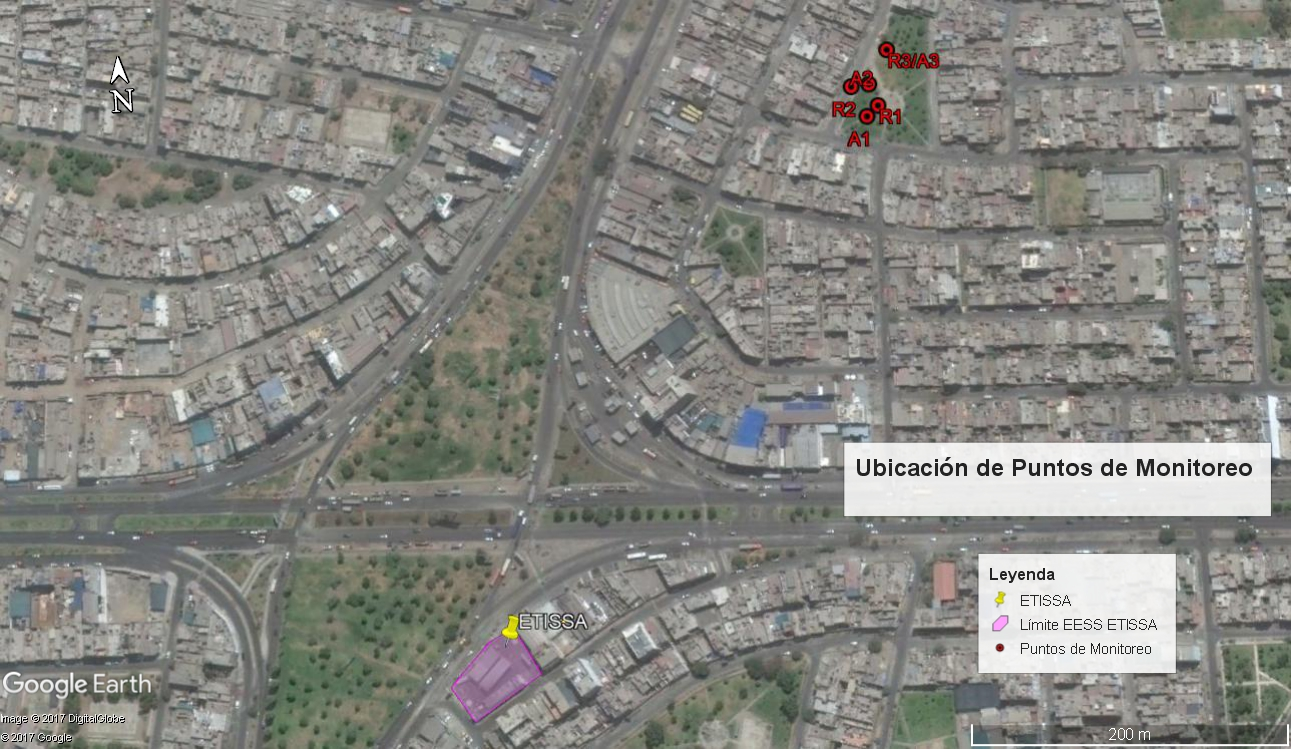 N
R3/A3
A2
R2
R1
A1
Ubicación de Puntos de Monitoreo
Leyenda
ETISSA
Límite EESS ETISSA
Puntos de Monitoreo
ETISSA
Google Earth
mage © 2017 DigitalGlobe
© 2017 Google
200 m